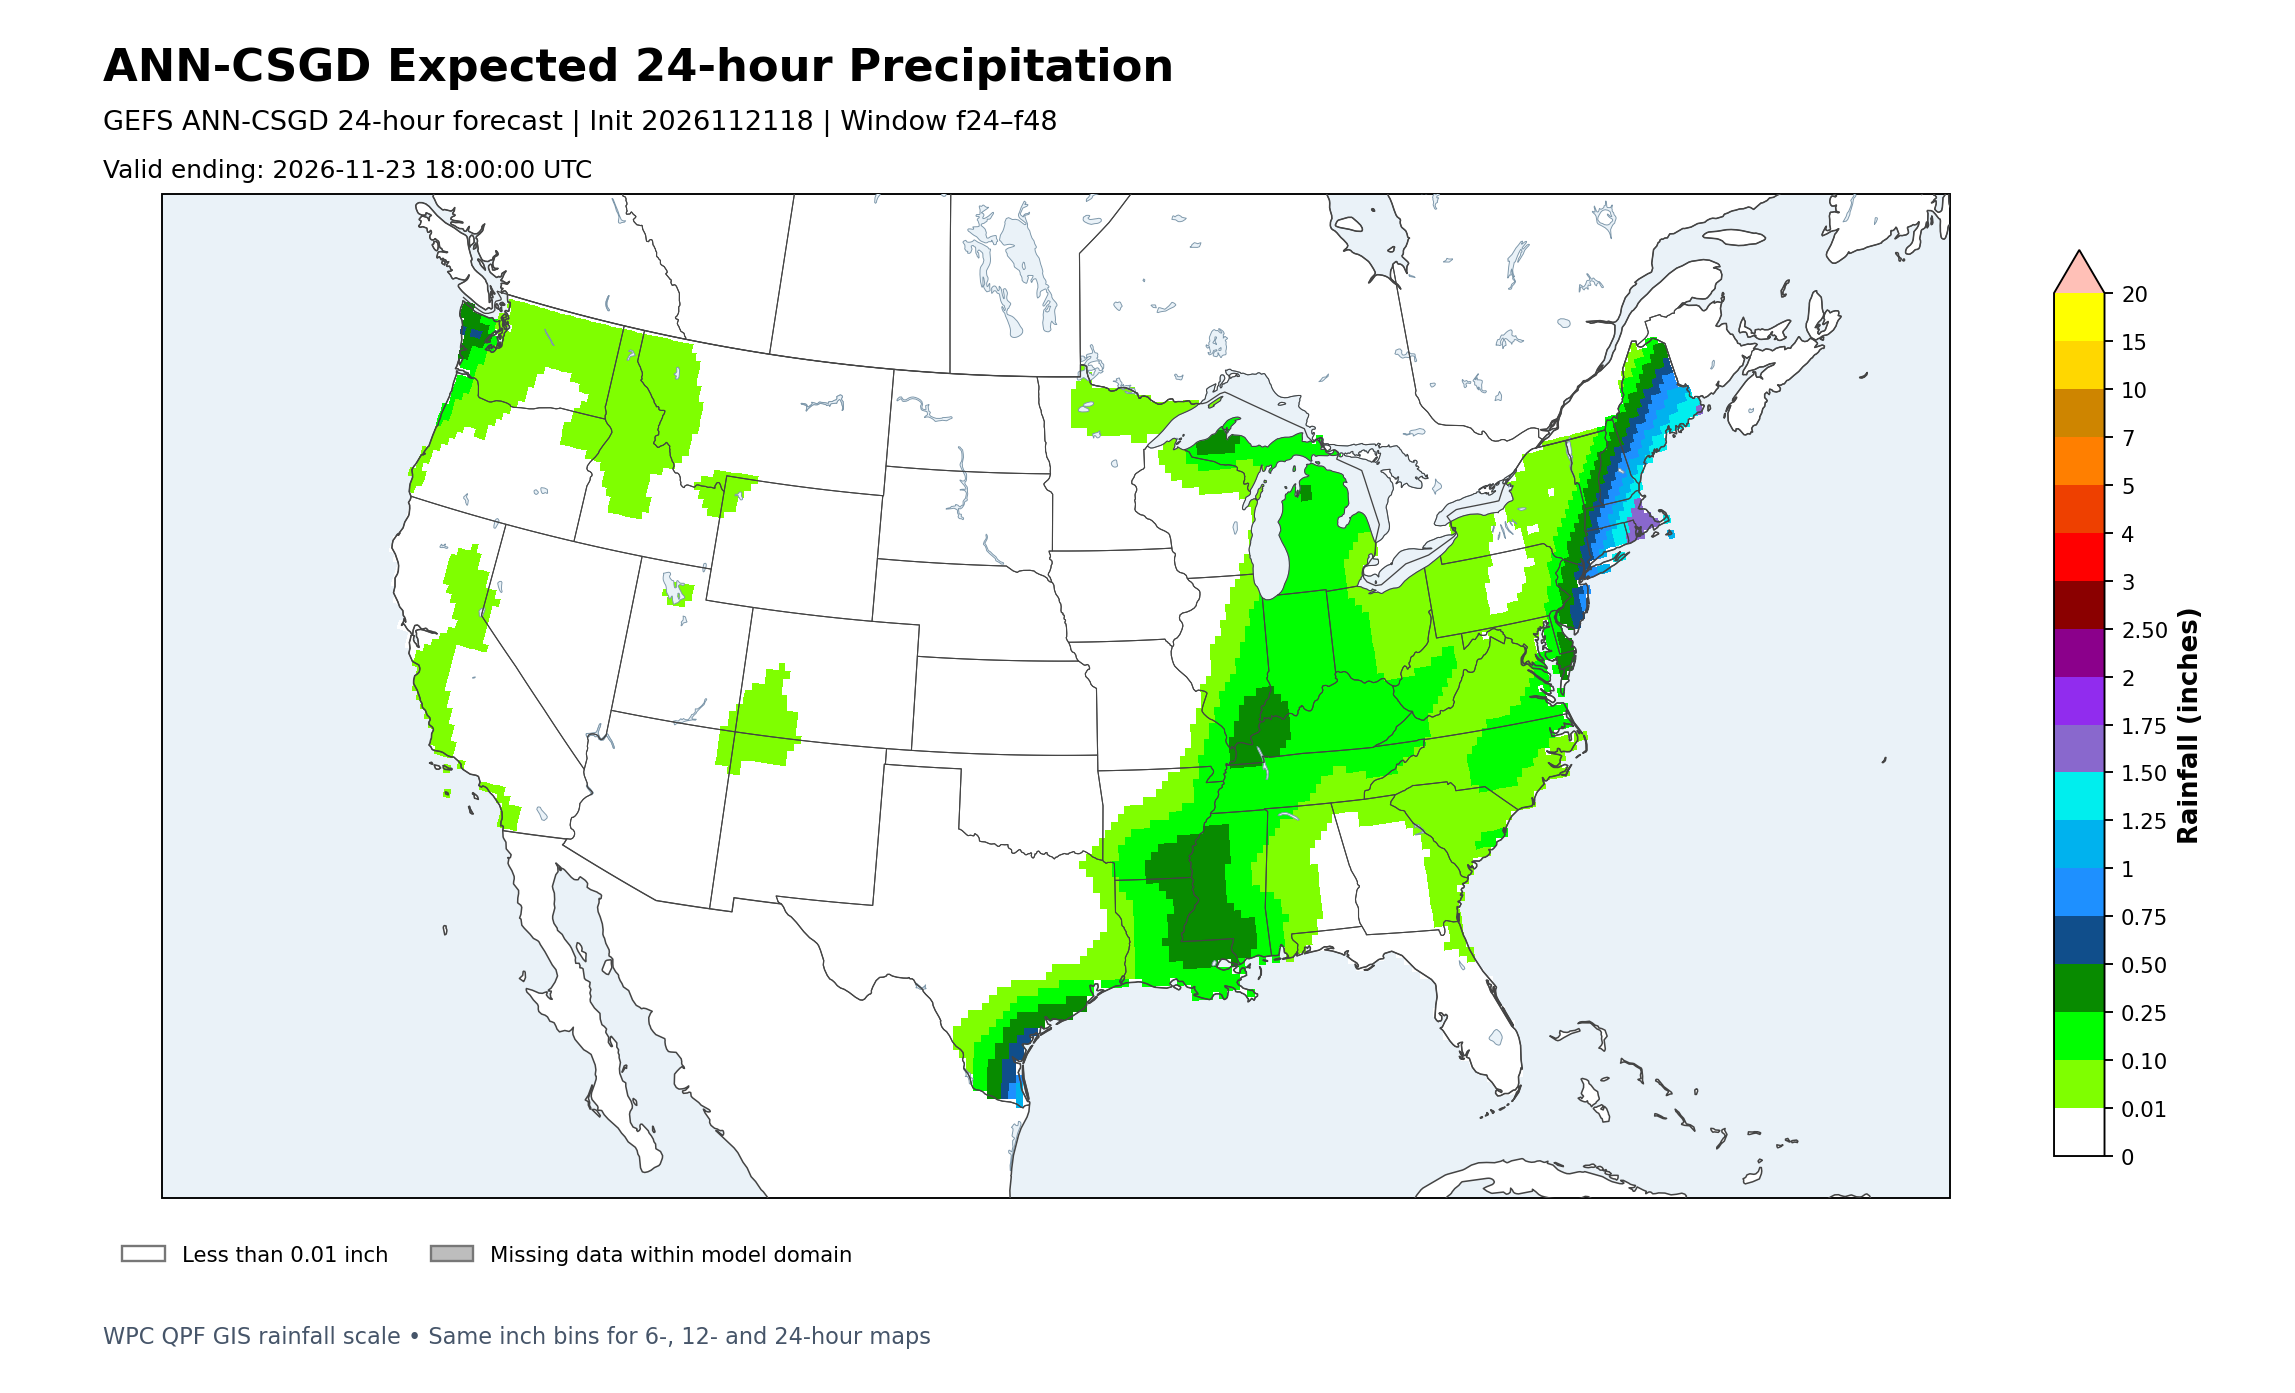 ANN-CSGD Expected 24-hour Precipitation
GEFS ANN-CSGD 24-hour forecast | Init 2026112118 | Window f24–f48
Valid ending: 2026-11-23 18:00:00 UTC
20
15
10
7
5
4
3
2.50
2
1.75
1.50
1.25
1
0.75
0.50
0.25
0.10
0.01
0
Rainfall (inches)
Less than 0.01 inch
Missing data within model domain
WPC QPF GIS rainfall scale • Same inch bins for 6-, 12- and 24-hour maps